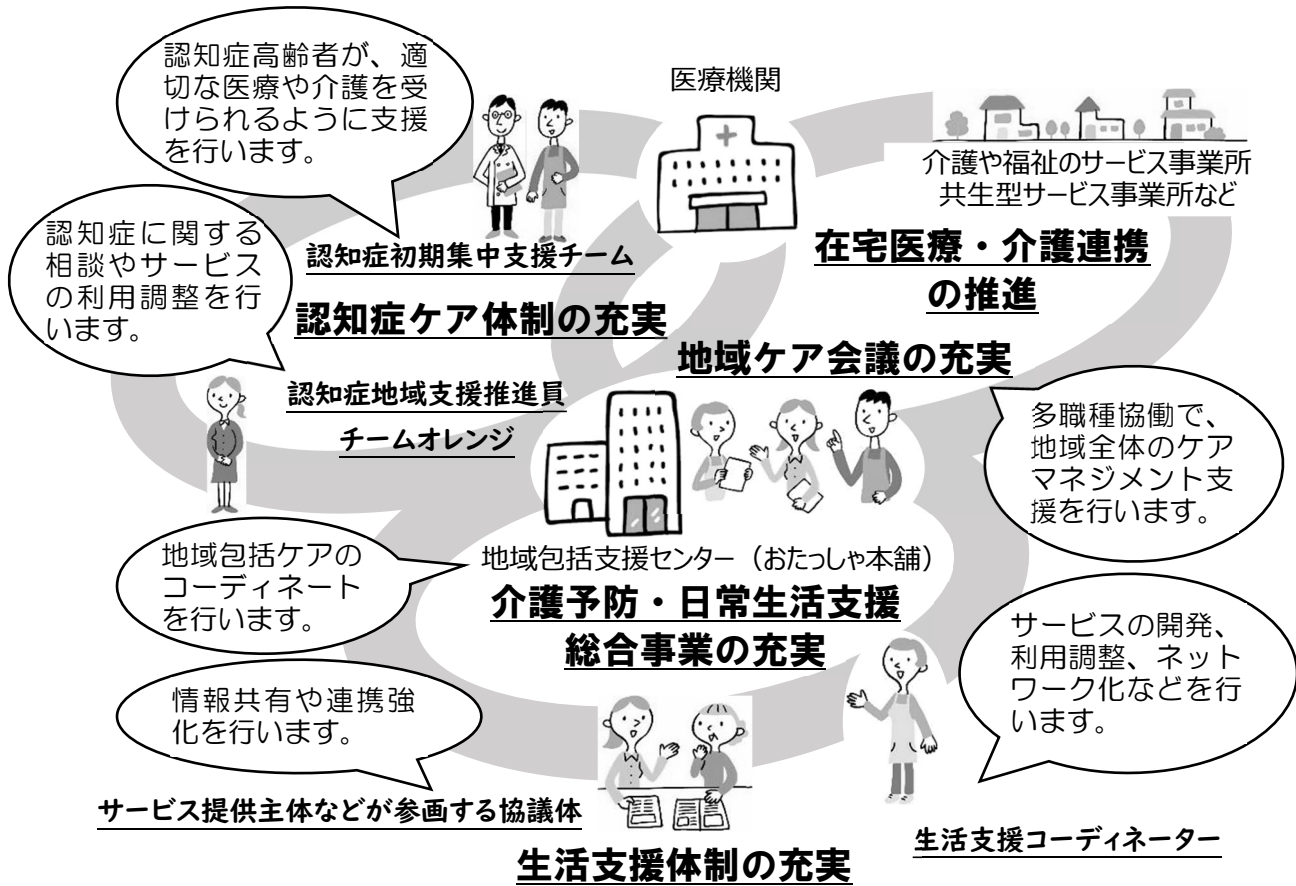 認知症高齢者が、適
切な医療や介護を受
けられるように支援
を行います。
医療機関
介護や福祉のサービス事業所
共生型サービス事業所など
認知症に関する
相談やサービス
の利用調整を行
います。
認知症初期集中支援チーム
在宅医療・介護連携
の推進
認知症ケア体制の充実
地域ケア会議の充実
認知症地域支援推進員
チームオレンジ
多職種協働で、
地域全体のケア
マネジメント支
援を行います。
地域包括ケアの
コーディネート
を行います。
地域包括支援センター（おたっしゃ本舗）
介護予防・日常生活支援
総合事業の充実
サービスの開発、
利用調整、ネット
ワーク化などを行
います。
情報共有や連携強
化を行います。
サービス提供主体などが参画する協議体
生活支援コーディネーター
生活支援体制の充実